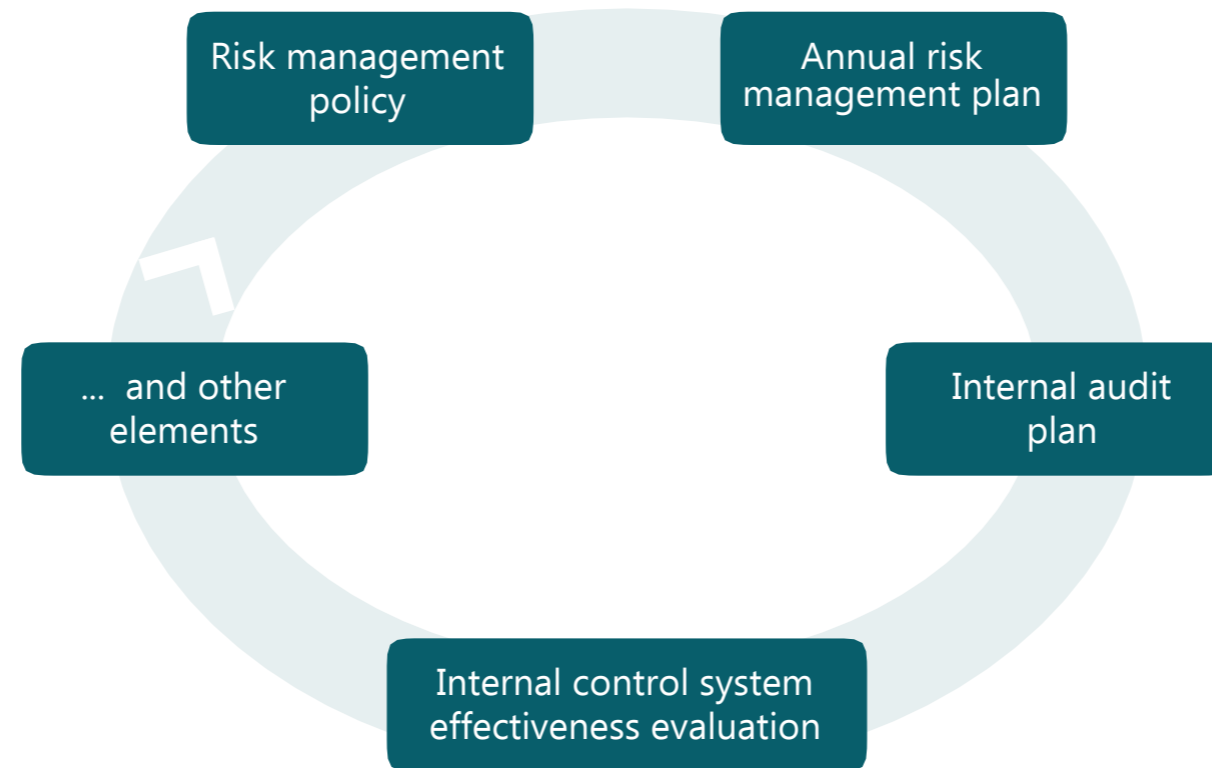 Risk management
policy
Annual risk
management plan
Internal audit
plan
Internal control system
effectiveness evaluation
... and other
elements